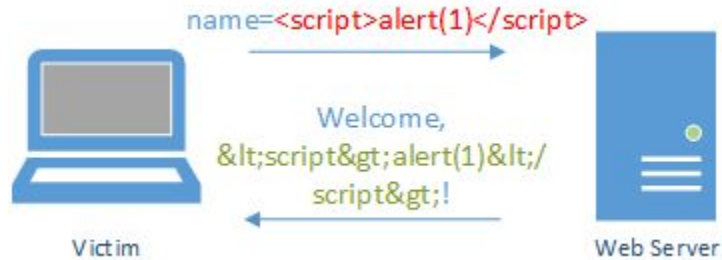 name=<script>alert(1)</script>
Welcome,
&lt;script&gt;alert(1)&lt;/
script&gt;!
Victim
Web Server